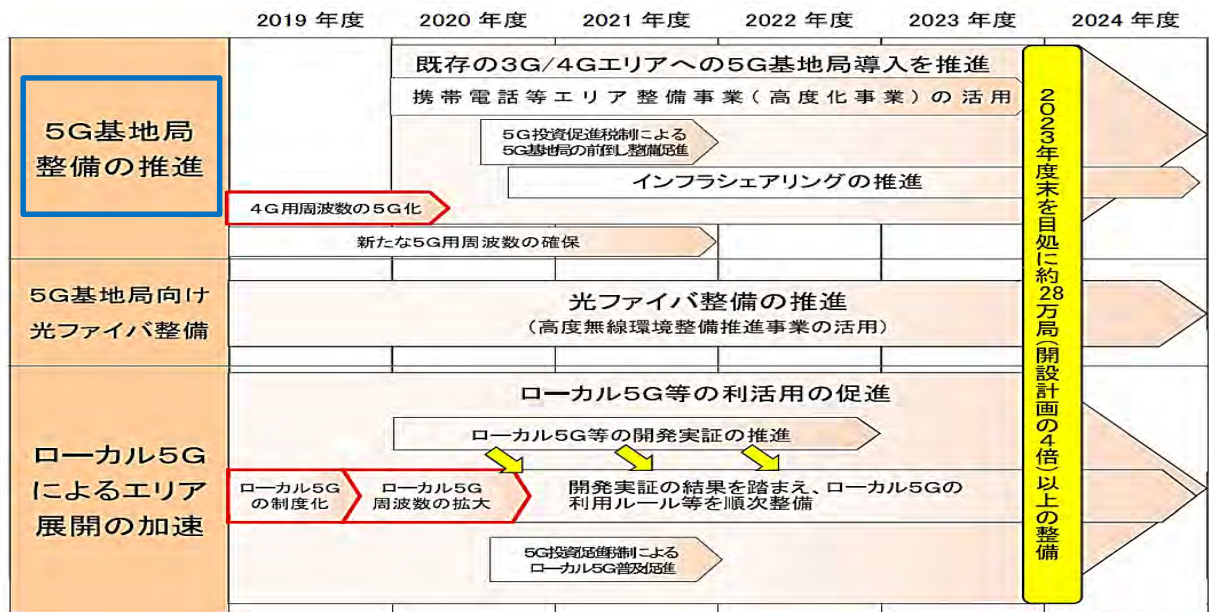 2019 年度
2020 年度
2021 年度
2022 年度
2023 年度
2024 年度
5G基地局
整備の推進
既存の3G/4Gエリアへの5G基地局導入を推進
携帯電話等エリア整備事業(高度化事業)の活用
5G投資促進税制による
5G基地局の前倒し整備促進
インフラシェアリングの推進
4G用周波数の5G化
新たな5G用周波数の確保
5G基地局向け
光ファイバ整備
光ファイバ整備の推進
(高度無線環境整備推進事業の活用)
ローカル5G
によるエリア
展開の加速
ローカル5G等の利活用の促進
ローカル5G等の開発実証の推進
ローカル5G
の制度化
ローカル5G
周波数の拡大
開発実証の結果を踏まえ、ローカル5Gの
利用ルール等を順次整備
5G投資促進税制による
ローカル5G普及促進
2023年度末を目処に約28万局(開設計画の4倍)以上の整備